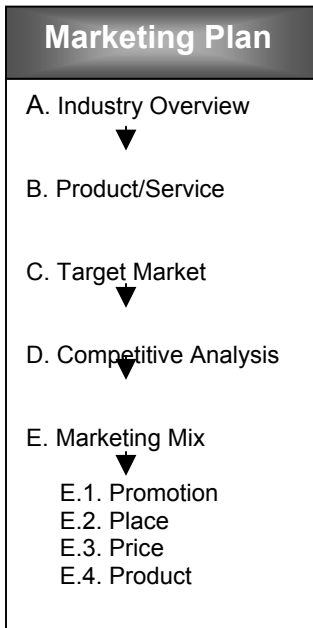 Marketing Plan
A. Industry Overview
B. Product/Service
C. Target Market
D. Competitive Analysis
E. Marketing Mix
E.1. Promotion
E.2. Place
E.3. Price
E.4. Product